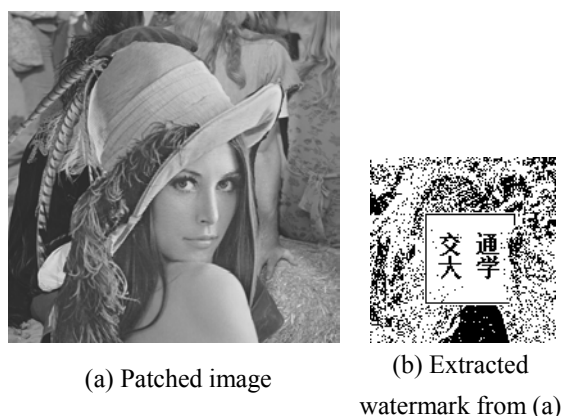 交通
大学
(a) Patched image
(b) Extracted
watermark from (a)